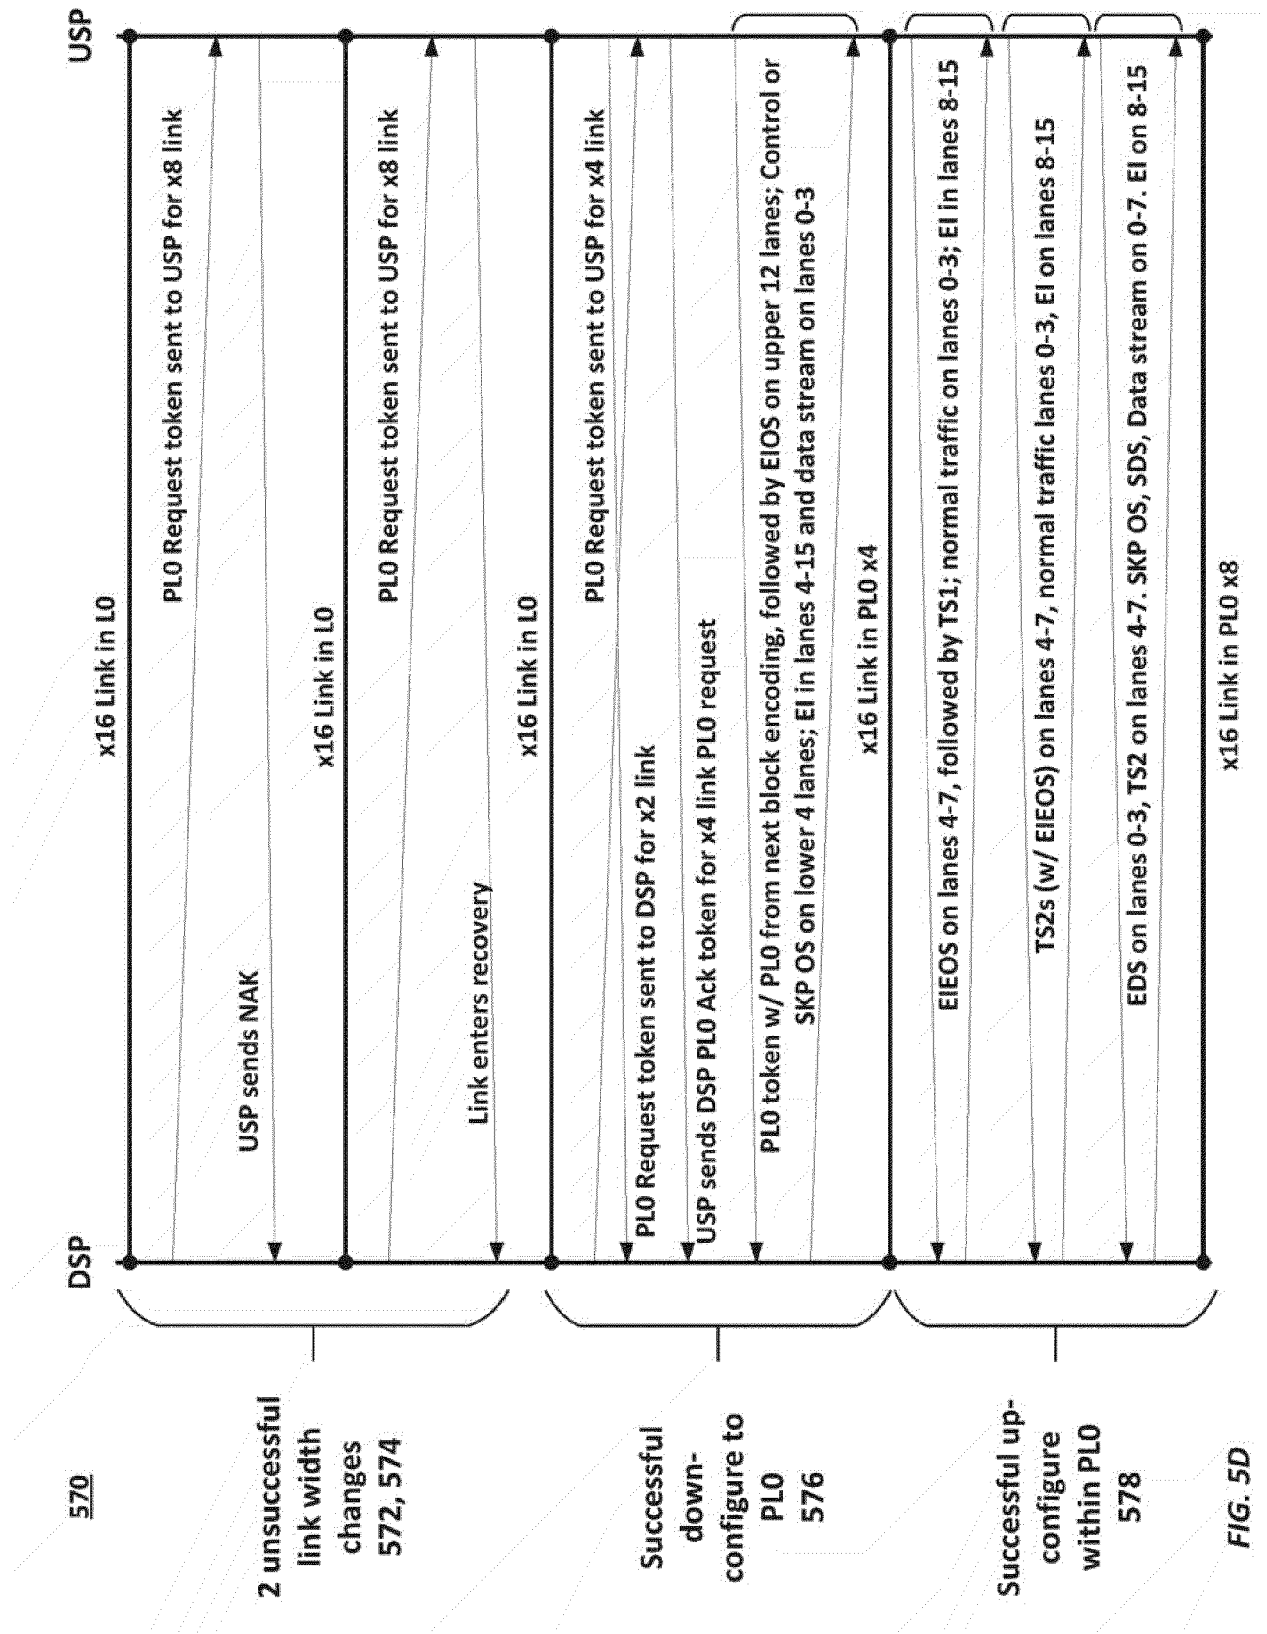 570
DSP
USP
2 unsuccessful
link width
changes
572, 574
x16 Link in L0
PL0 Request token sent to USP for x8 link
USP sends NAK
x16 Link in L0
PL0 Request token sent to USP for x8 link
Link enters recovery
x16 Link in L0
Successful
down-
configure to
PL0
576
PL0 Request token sent to USP for x4 link
PL0 Request token sent to DSP for x2 link
USP sends DSP PL0 Ack token for x4 link PL0 request
PL0 token w/ PL0 from next block encoding, followed by EIOS on upper 12 lanes; Control or
SKP OS on lower 4 lanes; EI in lanes 4-15 and data stream on lanes 0-3
x16 Link in PL0 x4
Successful up-
configure
within PL0
578
EIEOS on lanes 4-7, followed by TS1; normal traffic on lanes 0-3; EI in lanes 8-15
TS2s (w/ EIEOS) on lanes 4-7, normal traffic lanes 0-3, EI on lanes 8-15
EDS on lanes 0-3, TS2 on lanes 4-7. SKP OS, SDS, Data stream on 0-7. EI on 8-15
x16 Link in PL0 x8
FIG. 5D